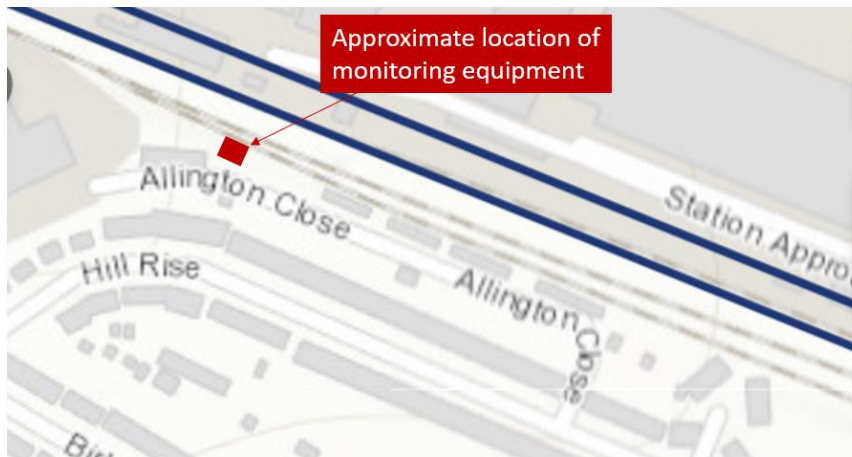 Approximate location of
monitoring equipment
Allington Close
Station Appro
Hill Rise
Allington Close